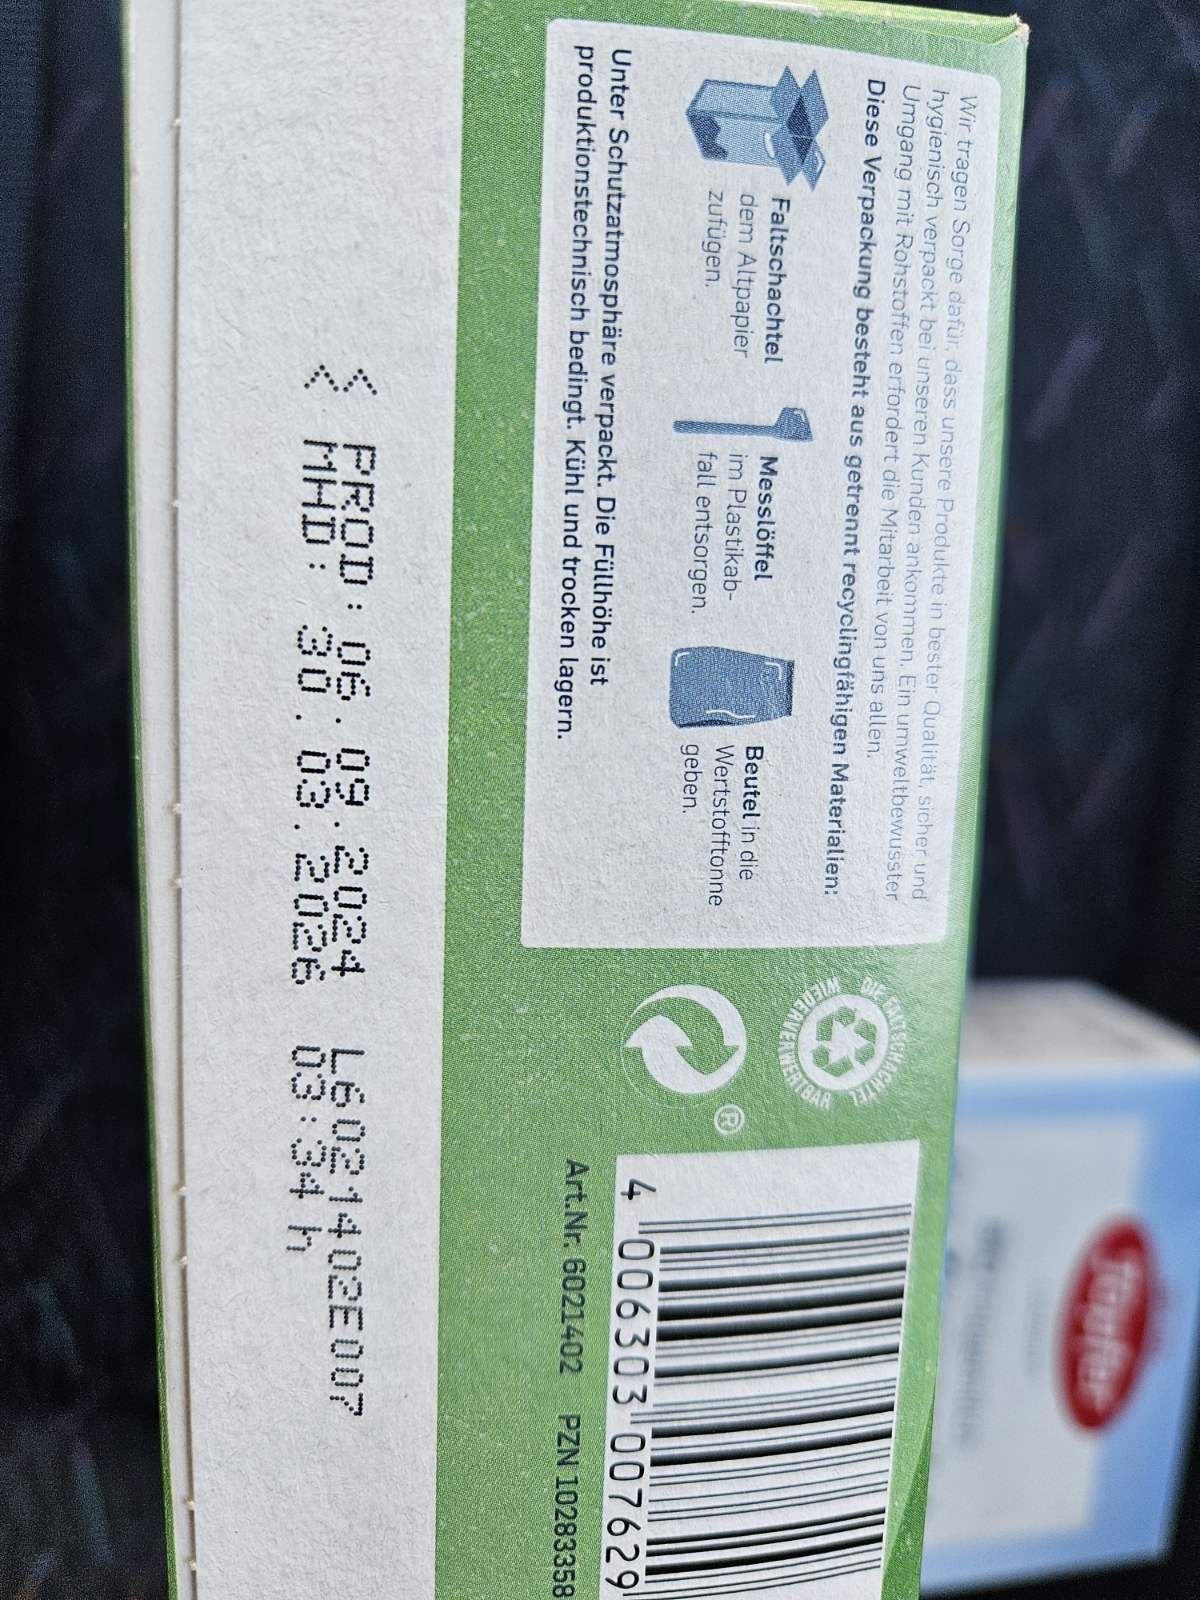 Wir tragen Sorge dafür, dass unsere Produkte in bester Qualität, sicher und
hygienisch verpackt bei unseren Kunden ankommen. Ein umweltbewusster
Umgang mit Rohstoffen erfordert die Mitarbeit von uns allen.
Diese Verpackung besteht aus getrennt recyclingfähigen Materialien:
Faltschachtel
dem Altpapier
zufügen.
Messlöffel
im Plastikab-
fall entsorgen.
Beutel in die
Wertstofftonne
geben.
Unter Schutzatmosphäre verpackt. Die Füllhöhe ist
produktionstechnisch bedingt. Kühl und trocken lagern.
DIE FALTSCHACHTEL
WIEDERVERWERTBAR
®
4 006303 007629
Art.Nr. 6021402 PZN 10283358
PROD: 06.09.2024 L6021402E007
MHD: 30.03.2026 03:34 h
Töpfer